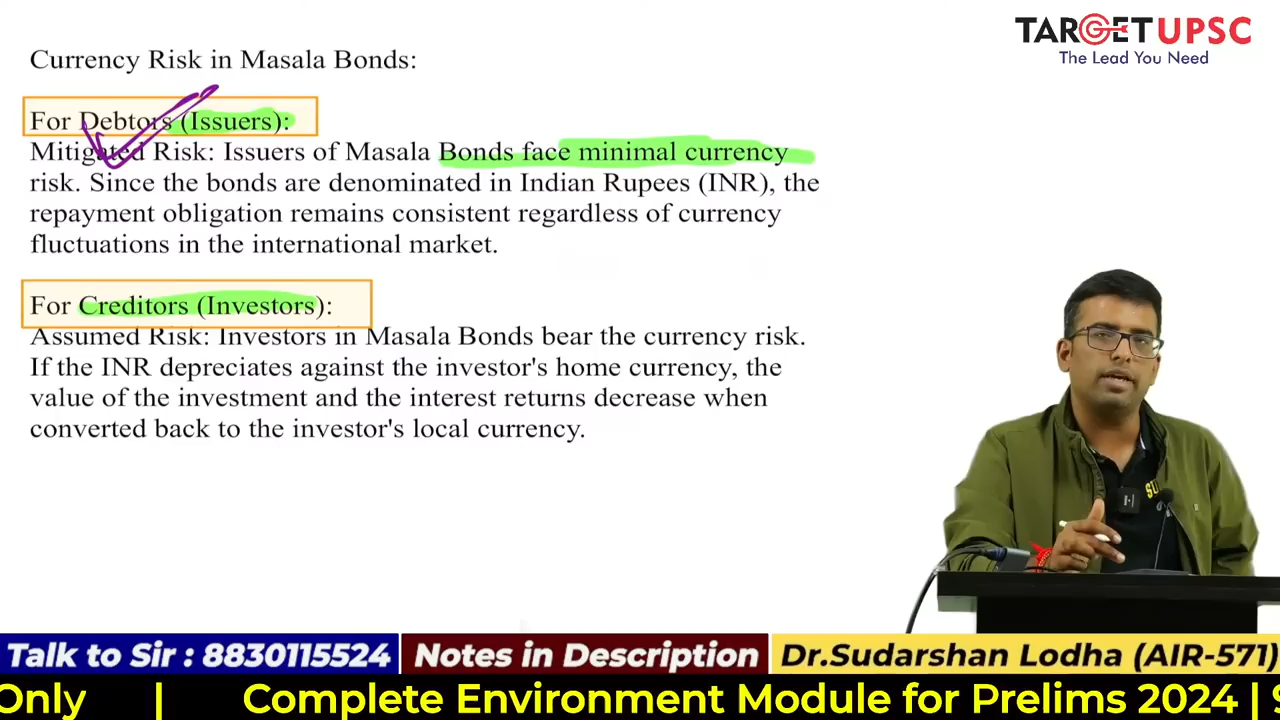 TARGETUPSC
The Lead You Need
Currency Risk in Masala Bonds:
For Debtors (Issuers):
Mitigated Risk: Issuers of Masala Bonds face minimal currency
risk. Since the bonds are denominated in Indian Rupees (INR), the
repayment obligation remains consistent regardless of currency
fluctuations in the international market.
For Creditors (Investors):
Assumed Risk: Investors in Masala Bonds bear the currency risk.
If the INR depreciates against the investor's home currency, the
value of the investment and the interest returns decrease when
converted back to the investor's local currency.
SU
Talk to Sir : 8830115524 Notes in Description Dr.Sudarshan Lodha (AIR-571)
Only | Complete Environment Module for Prelims 2024 | S